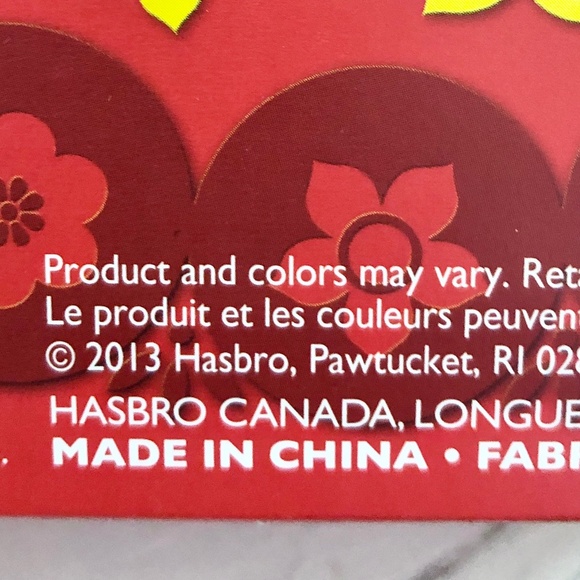 Product and colors may vary. Reta
Le produit et les couleurs peuvent
© 2013 Hasbro, Pawtucket, RI 028
HASBRO CANADA, LONGUE
. MADE IN CHINA • FABR